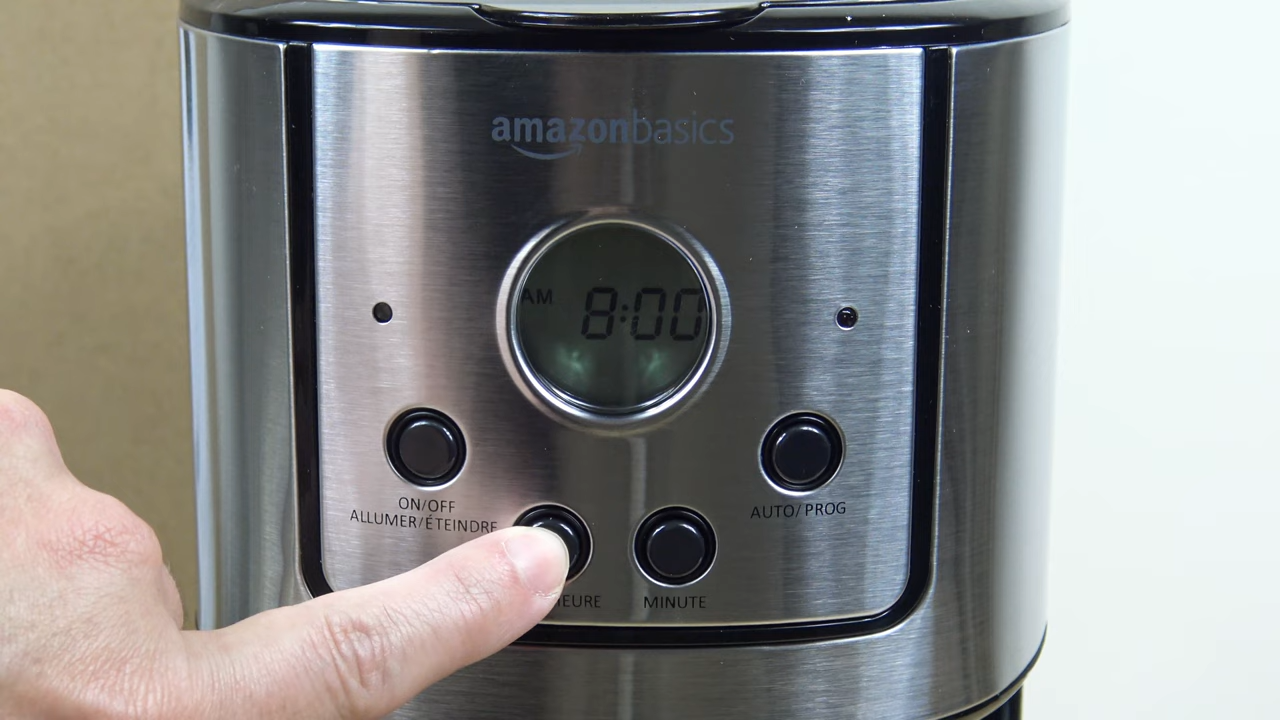 amazonbasics
AM 8:00
ON/OFF
ALLUMER/ÉTEINDRE
AUTO/PROG
MINUTE